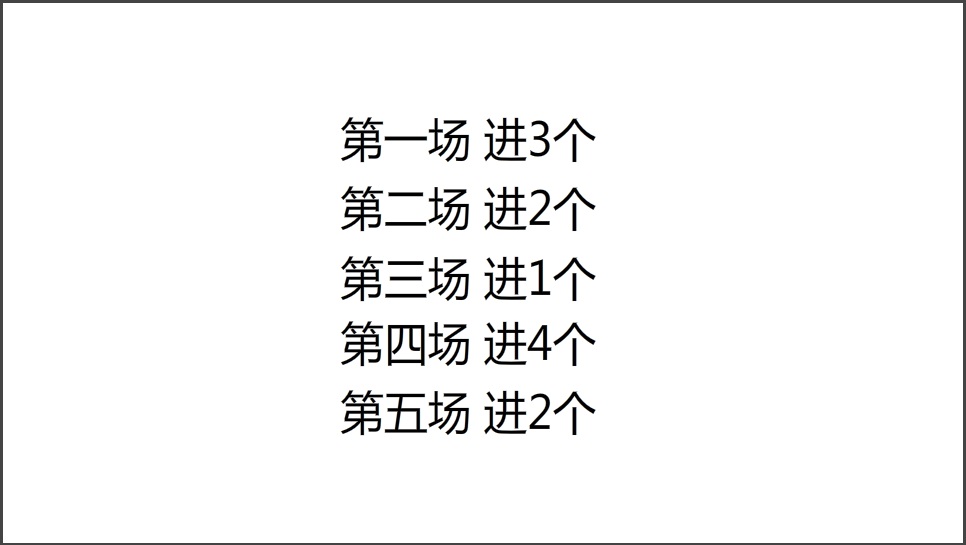 第一场 进3个
第二场 进2个
第三场 进1个
第四场 进4个
第五场 进2个